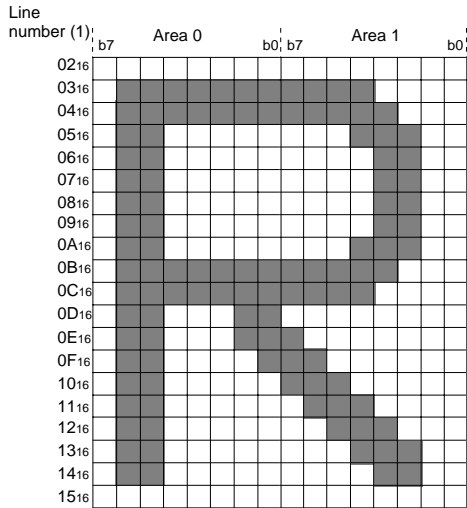 Line
number (1)
b7 Area 0 b0 b7 Area 1 b0
02₁₆
03₁₆
04₁₆
05₁₆
06₁₆
07₁₆
08₁₆
09₁₆
0A₁₆
0B₁₆
0C₁₆
0D₁₆
0E₁₆
0F₁₆
10₁₆
11₁₆
12₁₆
13₁₆
14₁₆
15₁₆